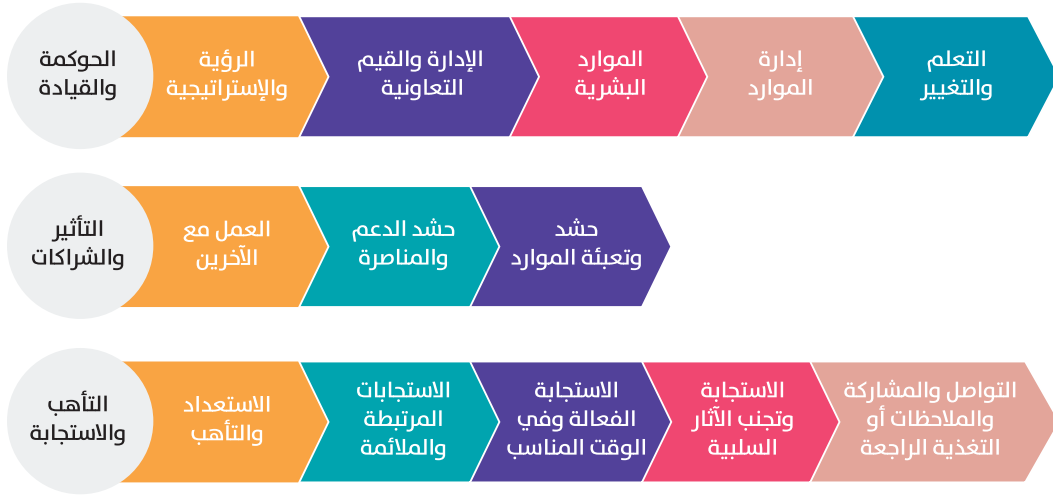 الحوكمة
والقيادة
الرؤية
والإستراتيجية
الإدارة والقيم
التعاونية
الموارد
البشرية
إدارة
الموارد
التعلم
والتغيير
التأثير
والشراكات
العمل مع
الآخرين
حشد الدعم
والمناصرة
حشد
وتعبئة الموارد
التأهب
والاستجابة
الاستعداد
والتأهب
الاستجابات
المرتبطة
والملائمة
الاستجابة
الفعالة وفي
الوقت المناسب
الاستجابة
وتجنب الآثار
السلبية
التواصل والمشاركة
والملاحظات أو
التغذية الراجعة